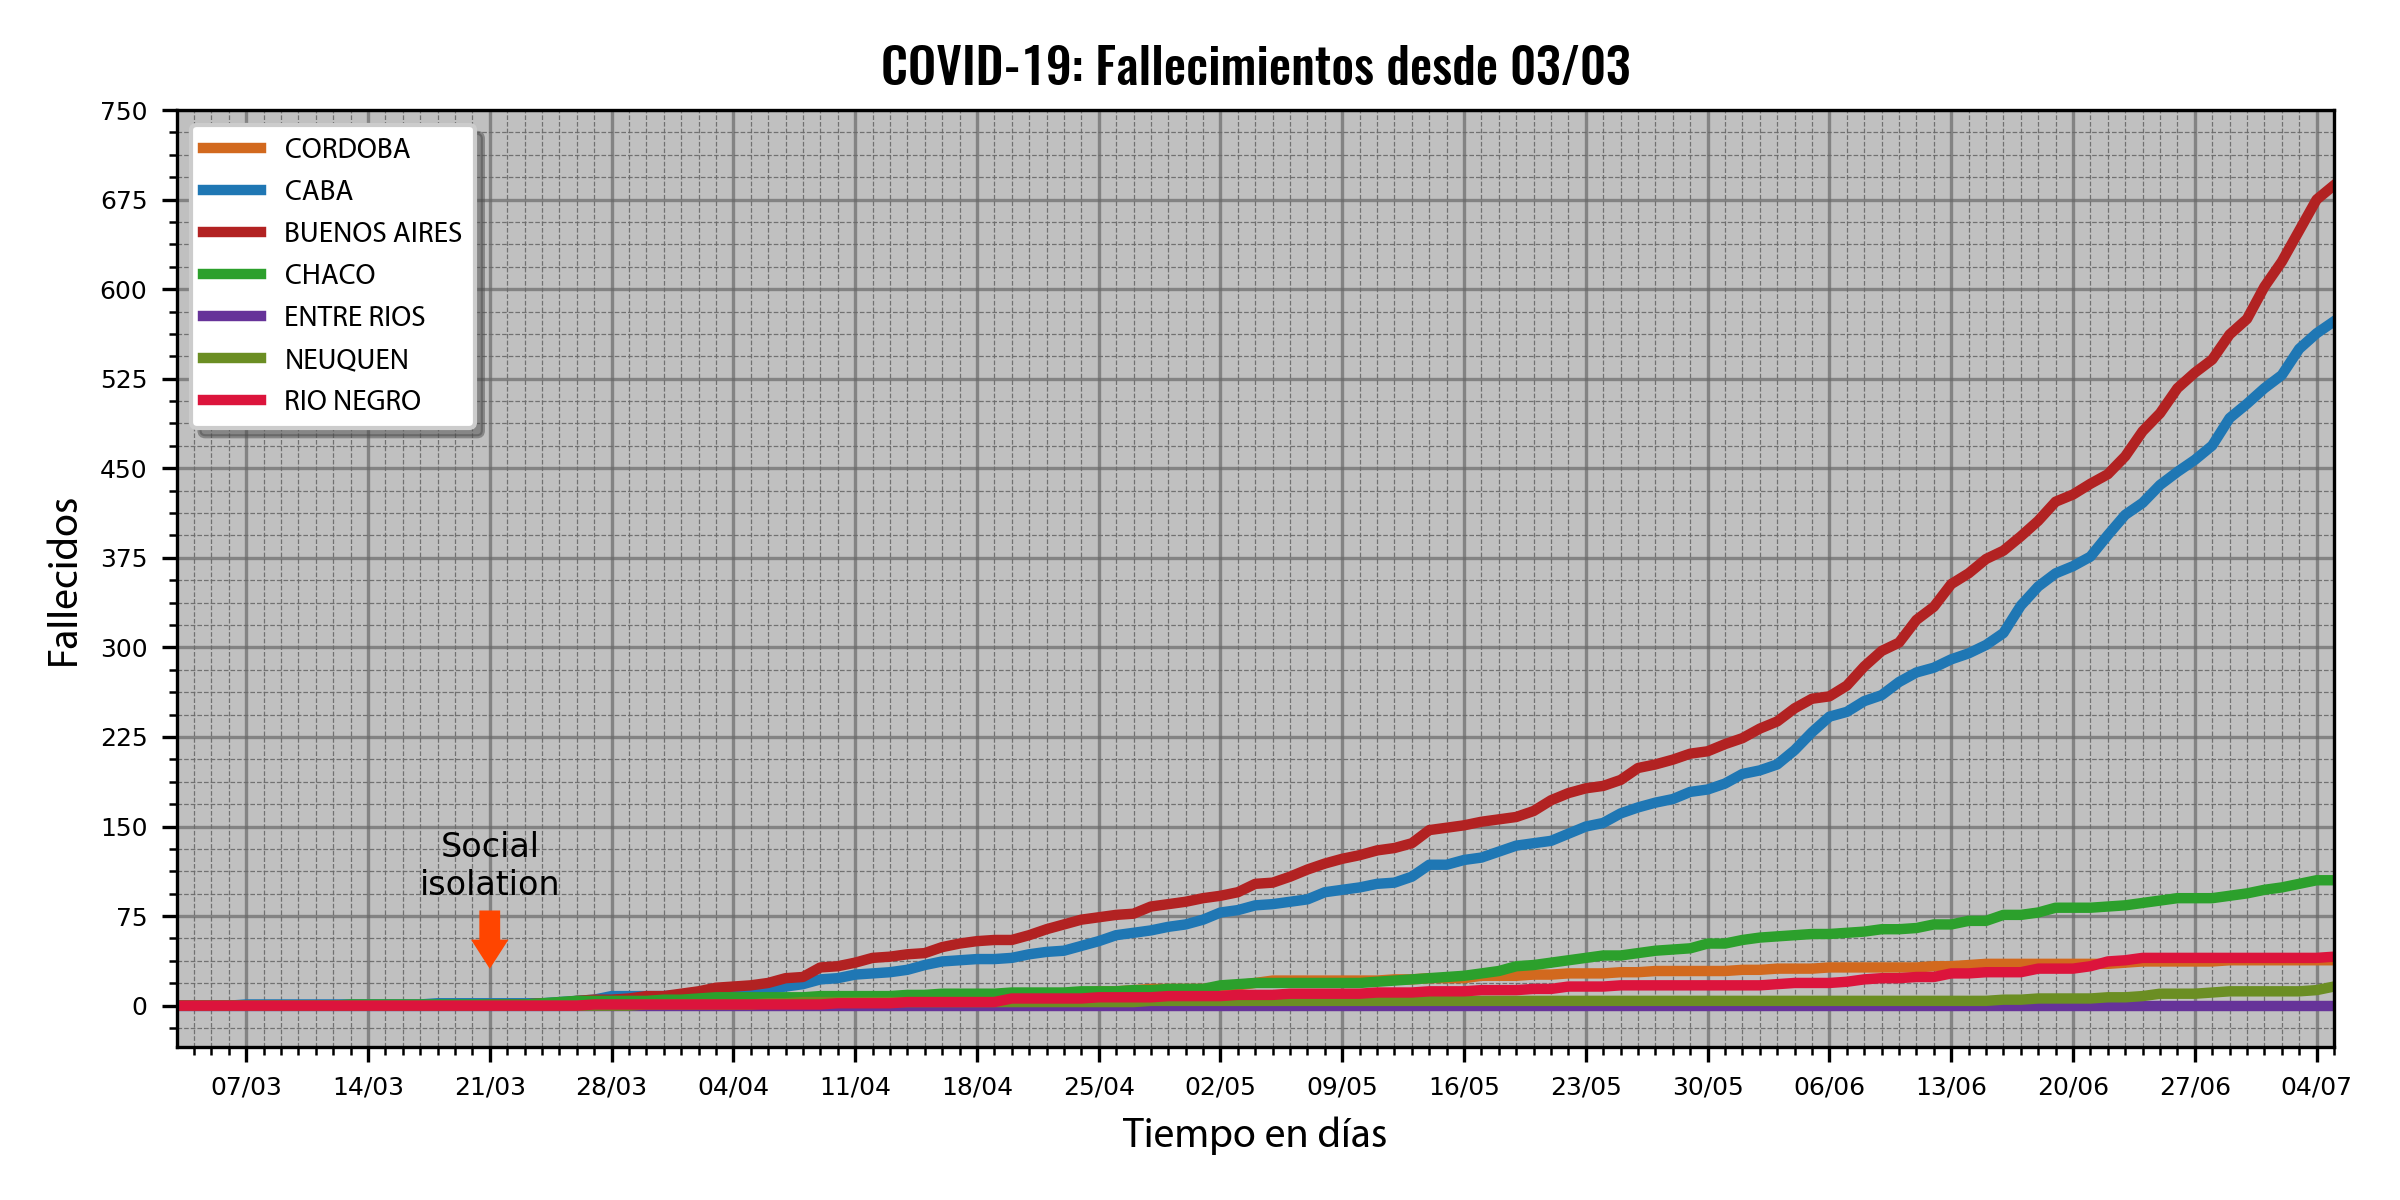 COVID-19: Fallecimientos desde 03/03
750
675
600
525
450
375
300
225
150
75
0
Fallecidos
CORDOBA
CABA
BUENOS AIRES
CHACO
ENTRE RIOS
NEUQUEN
RIO NEGRO
Social
isolation
07/03 14/03 21/03 28/03 04/04 11/04 18/04 25/04 02/05 09/05 16/05 23/05 30/05 06/06 13/06 20/06 27/06 04/07
Tiempo en días